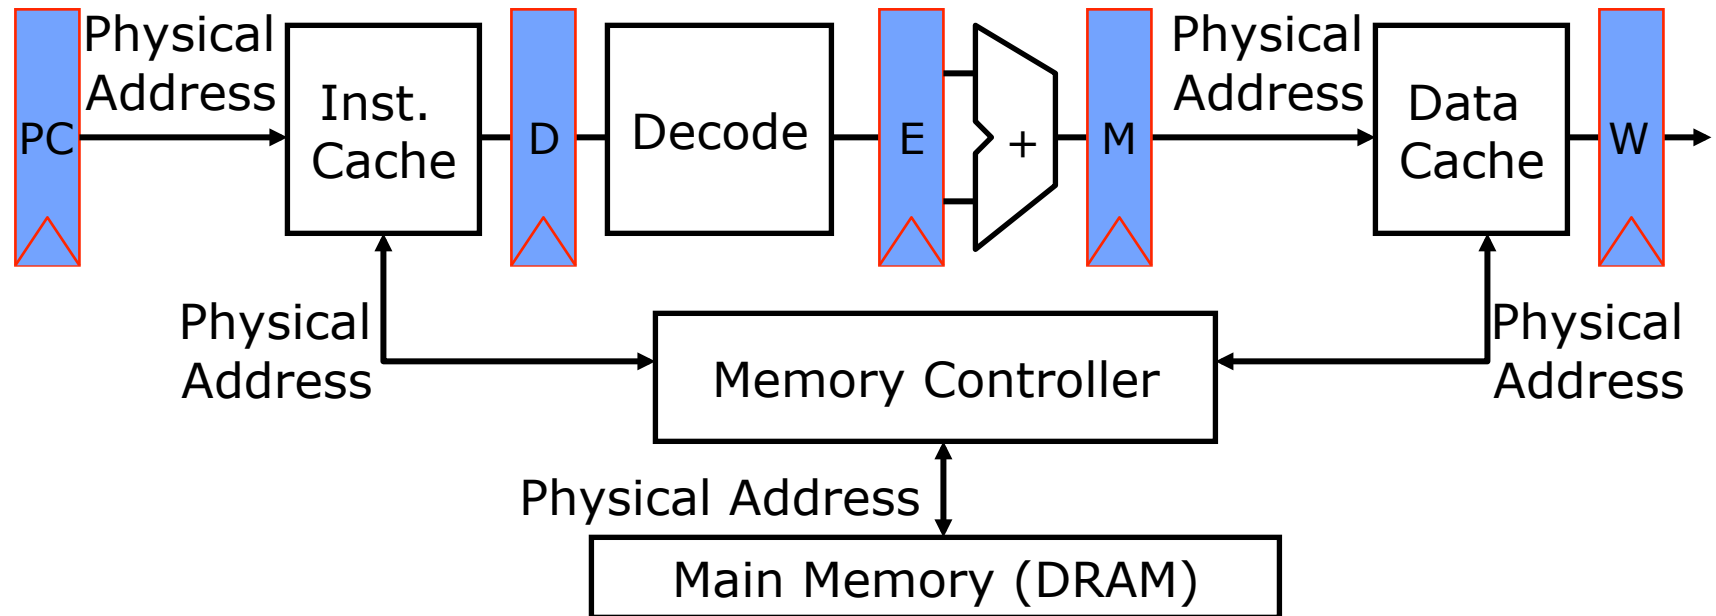 Physical
Address
PC
Inst.
Cache
D
Decode
E
+
M
Physical
Address
Data
Cache
W
Physical
Address
Memory Controller
Physical
Address
Physical Address
Main Memory (DRAM)